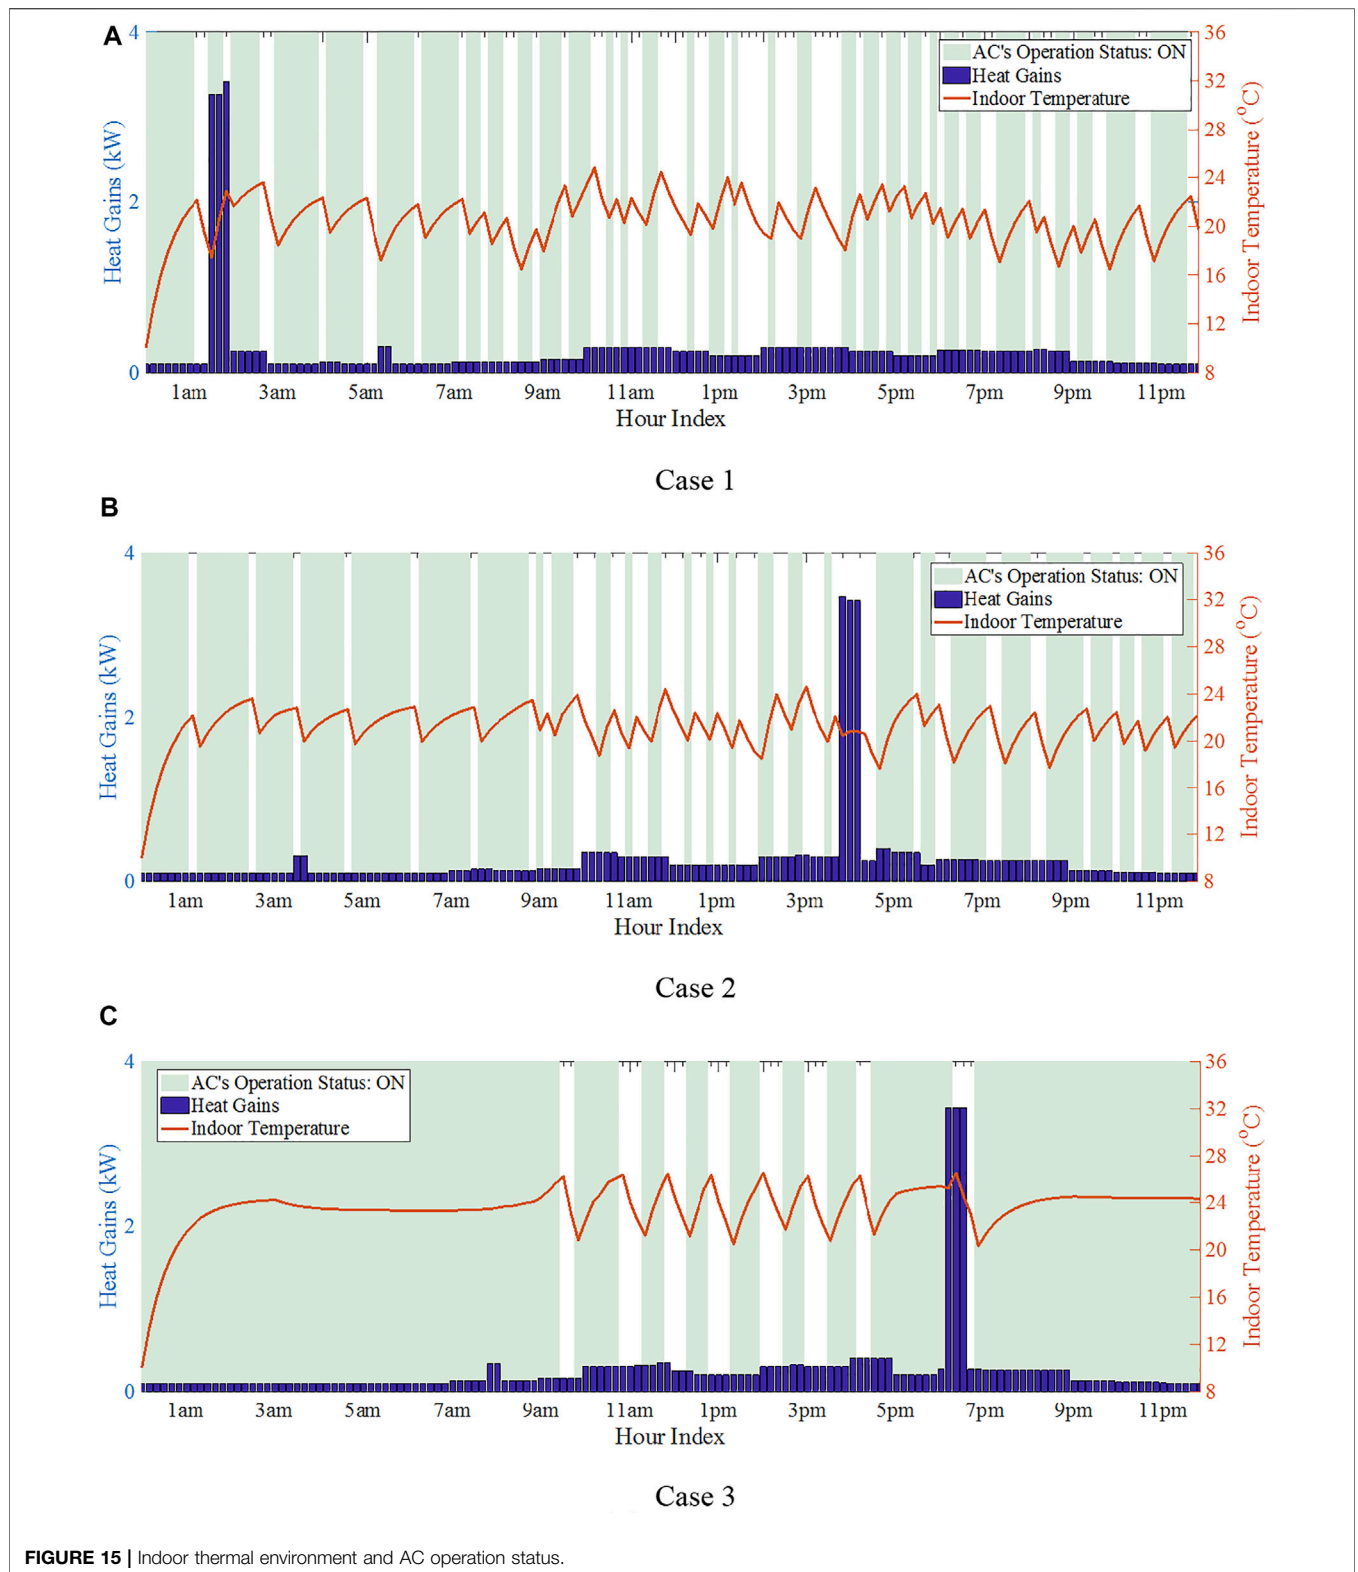 A
4
2
0
Heat Gains (kW)
36
32
28
24
20
16
12
8
Indoor Temperature (°C)
AC's Operation Status: ON
Heat Gains
Indoor Temperature
1am 3am 5am 7am 9am 11am 1pm 3pm 5pm 7pm 9pm 11pm
Hour Index
Case 1
B
4
2
0
Heat Gains (kW)
36
32
28
24
20
16
12
8
Indoor Temperature (°C)
AC's Operation Status: ON
Heat Gains
Indoor Temperature
1am 3am 5am 7am 9am 11am 1pm 3pm 5pm 7pm 9pm 11pm
Hour Index
Case 2
C
4
2
0
Heat Gains (kW)
36
32
28
24
20
16
12
8
Indoor Temperature (°C)
AC's Operation Status: ON
Heat Gains
Indoor Temperature
1am 3am 5am 7am 9am 11am 1pm 3pm 5pm 7pm 9pm 11pm
Hour Index
Case 3
FIGURE 15 | Indoor thermal environment and AC operation status.